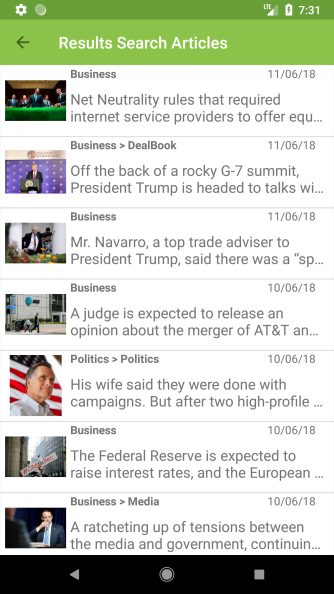 LTE 7:31
Results Search Articles
Business 11/06/18
Net Neutrality rules that required
internet service providers to offer equ…
Business > DealBook 11/06/18
Off the back of a rocky G-7 summit,
President Trump is headed to talks wi…
Business 11/06/18
Mr. Navarro, a top trade adviser to
President Trump, said there was a “sp…
Business 10/06/18
A judge is expected to release an
opinion about the merger of AT&T an…
Politics > Politics 10/06/18
His wife said they were done with
campaigns. But after two high-profile …
Business 10/06/18
The Federal Reserve is expected to
raise interest rates, and the European …
Business > Media 10/06/18
A ratcheting up of tensions between
the media and government, continuin…